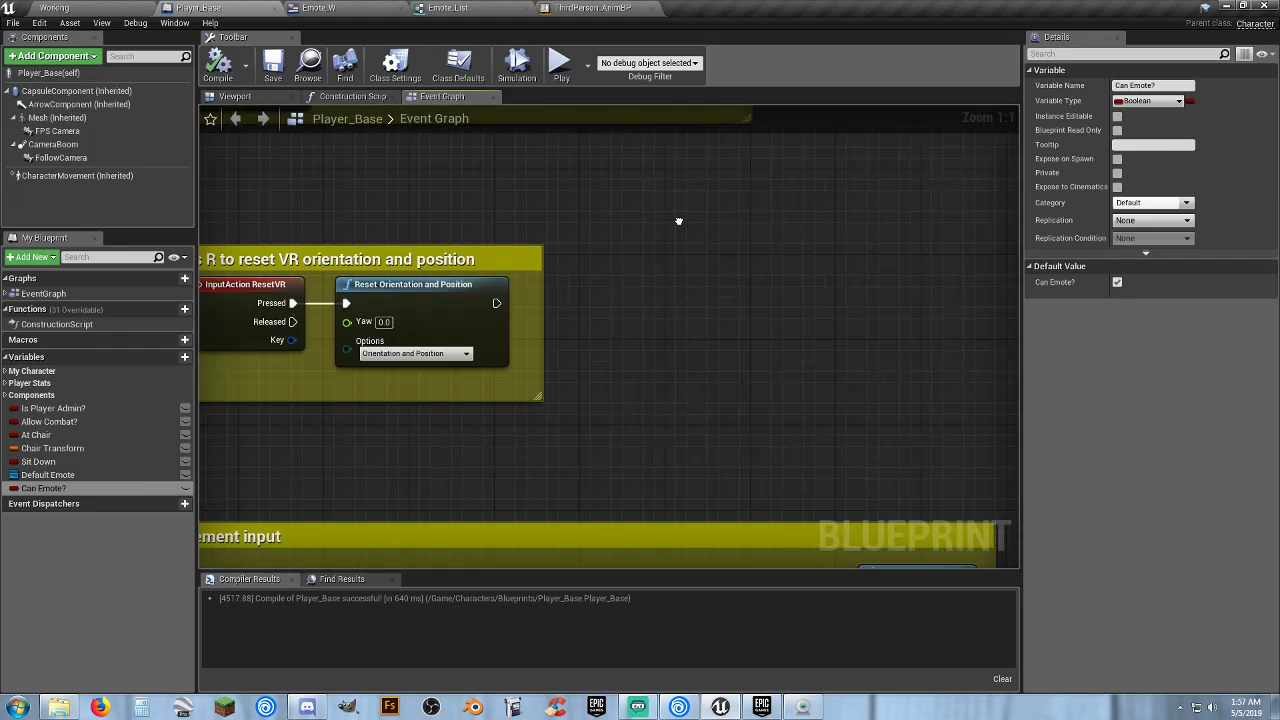 Working
Player_Base
Emote_W
Emote_List
ThirdPerson_AnimBP
File
Edit
Asset
View
Debug
Window
Help
Parent class: Character
Components
+ Add Component
Search
Player_Base(self)
CapsuleComponent (Inherited)
ArrowComponent (Inherited)
Mesh (Inherited)
FPS Camera
CameraBoom
FollowCamera
CharacterMovement (Inherited)
My Blueprint
+ Add New
Search
Graphs
EventGraph
Functions (31 Overridable)
ConstructionScript
Macros
Variables
My Character
Player Stats
Components
Is Player Admin?
Allow Combat?
At Chair
Chair Transform
Sit Down
Default Emote
Can Emote?
Event Dispatchers
Toolbar
Compile
Save
Browse
Find
Class Settings
Class Defaults
Simulation
Play
No debug object selected
Debug Filter
Viewport
Construction Scrip
Event Graph
Player_Base > Event Graph
Zoom 1:1
s R to reset VR orientation and position
InputAction ResetVR
Pressed
Released
Key
Reset Orientation and Position
Yaw 0.0
Options
Orientation and Position
ement input
BLUEPRINT
Compiler Results
Find Results
[4517.88] Compile of Player_Base successful! [in 640 ms] (/Game/Characters/Blueprints/Player_Base.Player_Base)
Clear
Details
Search
Variable
Variable Name
Can Emote?
Variable Type
Boolean
Instance Editable
Blueprint Read Only
Tooltip
Expose on Spawn
Private
Expose to Cinematics
Category
Default
Replication
None
Replication Condition
None
Default Value
Can Emote?
Fs
EPIC GAMES
EPIC GAMES
1:57 AM
5/5/2019